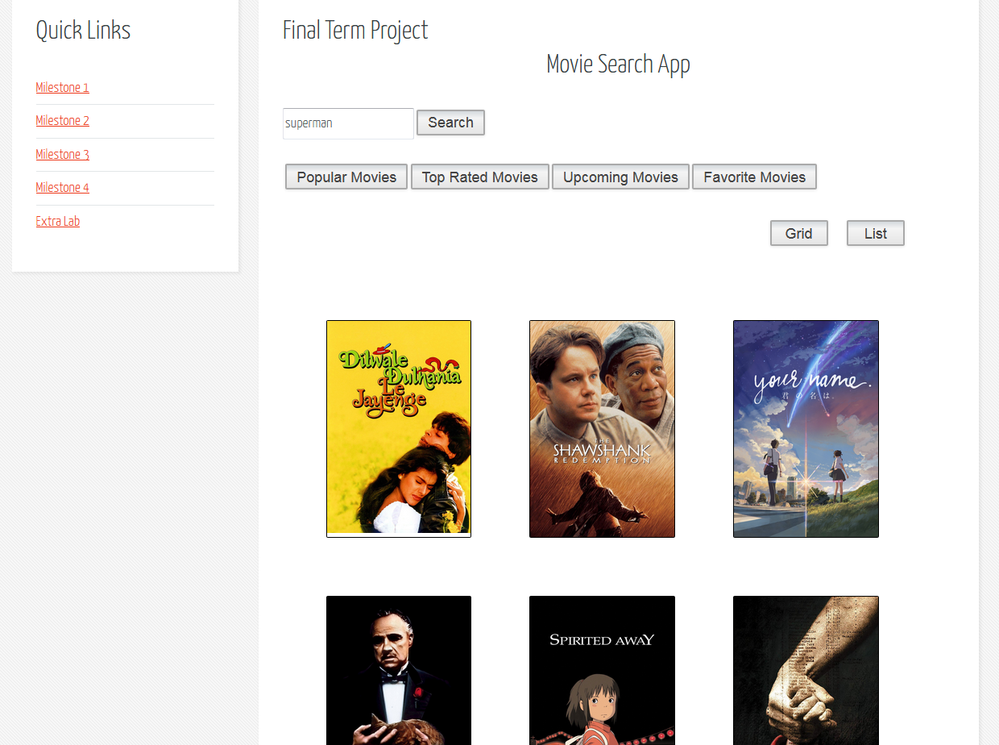 Quick Links
Milestone 1
Milestone 2
Milestone 3
Milestone 4
Extra Lab
Final Term Project
Movie Search App
superman
Search
Popular Movies
Top Rated Movies
Upcoming Movies
Favorite Movies
Grid
List
Dilwale
Dulhania
Le
Jayenge
THE
SHAWSHANK
REDEMPTION
your name.
君の名は。
SPIRITED AWAY